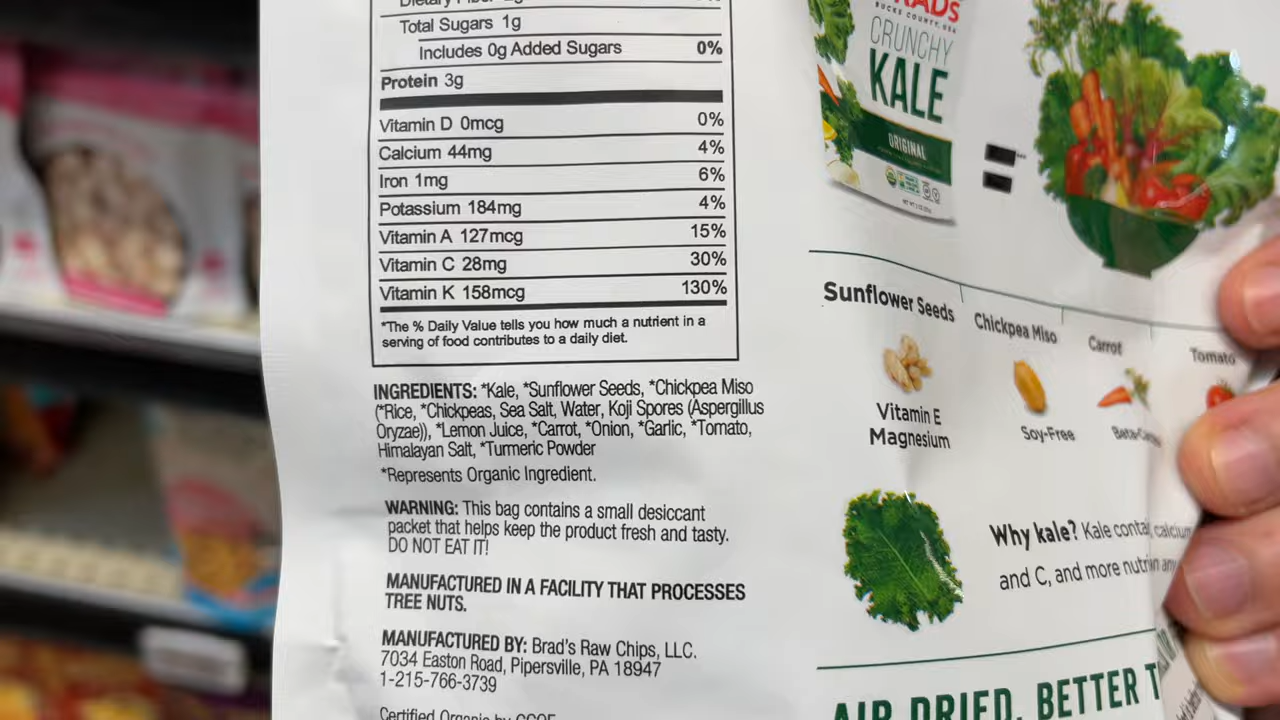 Dietary Fiber
Total Sugars 1g
Includes 0g Added Sugars 0%
Protein 3g
Vitamin D 0mcg 0%
Calcium 44mg 4%
Iron 1mg 6%
Potassium 184mg 4%
Vitamin A 127mcg 15%
Vitamin C 28mg 30%
Vitamin K 158mcg 130%
*The % Daily Value tells you how much a nutrient in a
serving of food contributes to a daily diet.
INGREDIENTS: *Kale, *Sunflower Seeds, *Chickpea Miso
(*Rice, *Chickpeas, Sea Salt, Water, Koji Spores (Aspergillus
Oryzae)), *Lemon Juice, *Carrot, *Onion, *Garlic, *Tomato,
Himalayan Salt, *Turmeric Powder
*Represents Organic Ingredient.
WARNING: This bag contains a small desiccant
packet that helps keep the product fresh and tasty.
DO NOT EAT IT!
MANUFACTURED IN A FACILITY THAT PROCESSES
TREE NUTS.
MANUFACTURED BY: Brad's Raw Chips, LLC.
7034 Easton Road, Pipersville, PA 18947
1-215-766-3739
Certified Organic by CCOF
BUCKS COUNTY, USA
CRUNCHY
KALE
ORIGINAL
=
Sunflower Seeds
Vitamin E
Magnesium
Chickpea Miso
Soy-Free
Carrot
Tomato
Why kale? Kale calcium
and C, and more
AIR DRIED, BETTER